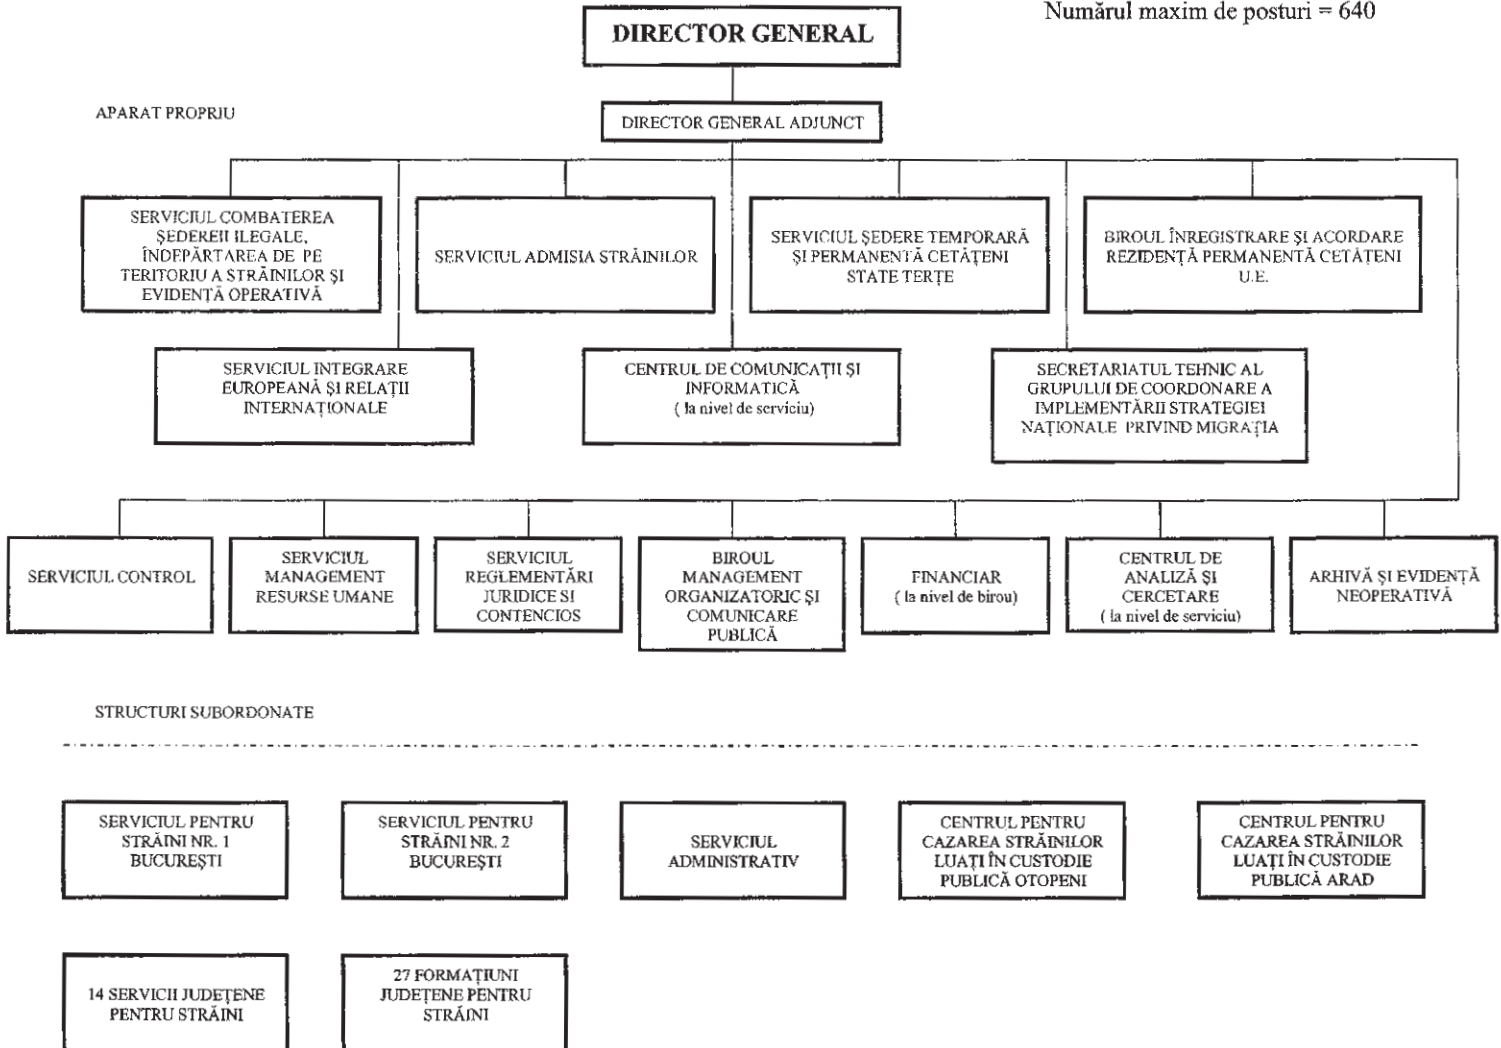 Numărul maxim de posturi = 640
DIRECTOR GENERAL
APARAT PROPRIU
DIRECTOR GENERAL ADJUNCT
SERVICIUL COMBATEREA
ŞEDERII ILEGALE,
ÎNDEPĂRTAREA DE PE
TERITORIU A STRĂINILOR ŞI
EVIDENŢĂ OPERATIVĂ
SERVICIUL ADMISIA STRĂINILOR
SERVICIUL ŞEDERE TEMPORARĂ
ŞI PERMANENTĂ CETĂŢENI
STATE TERŢE
BIROUL ÎNREGISTRARE ŞI ACORDARE
REZIDENŢĂ PERMANENTĂ CETĂŢENI
U.E.
SERVICIUL INTEGRARE
EUROPEANĂ ŞI RELAŢII
INTERNAŢIONALE
CENTRUL DE COMUNICAŢII ŞI
INFORMATICĂ
( la nivel de serviciu)
SECRETARIATUL TEHNIC AL
GRUPULUI DE COORDONARE A
IMPLEMENTĂRII STRATEGIEI
NAŢIONALE PRIVIND MIGRAŢIA
SERVICIUL CONTROL
SERVICIUL
MANAGEMENT
RESURSE UMANE
SERVICIUL
REGLEMENTĂRI
JURIDICE SI
CONTENCIOS
BIROUL
MANAGEMENT
ORGANIZATORIC ŞI
COMUNICARE
PUBLICĂ
FINANCIAR
( la nivel de birou)
CENTRUL DE
ANALIZĂ ŞI
CERCETARE
( la nivel de serviciu)
ARHIVĂ ŞI EVIDENŢĂ
NEOPERATIVĂ
STRUCTURI SUBORDONATE
SERVICIUL PENTRU
STRĂINI NR. 1
BUCUREŞTI
SERVICIUL PENTRU
STRĂINI NR. 2
BUCUREŞTI
SERVICIUL
ADMINISTRATIV
CENTRUL PENTRU
CAZAREA STRĂINILOR
LUAŢI ÎN CUSTODIE
PUBLICĂ OTOPENI
CENTRUL PENTRU
CAZAREA STRĂINILOR
LUAŢI ÎN CUSTODIE
PUBLICĂ ARAD
14 SERVICII JUDEŢENE
PENTRU STRĂINI
27 FORMAŢIUNI
JUDEŢENE PENTRU
STRĂINI